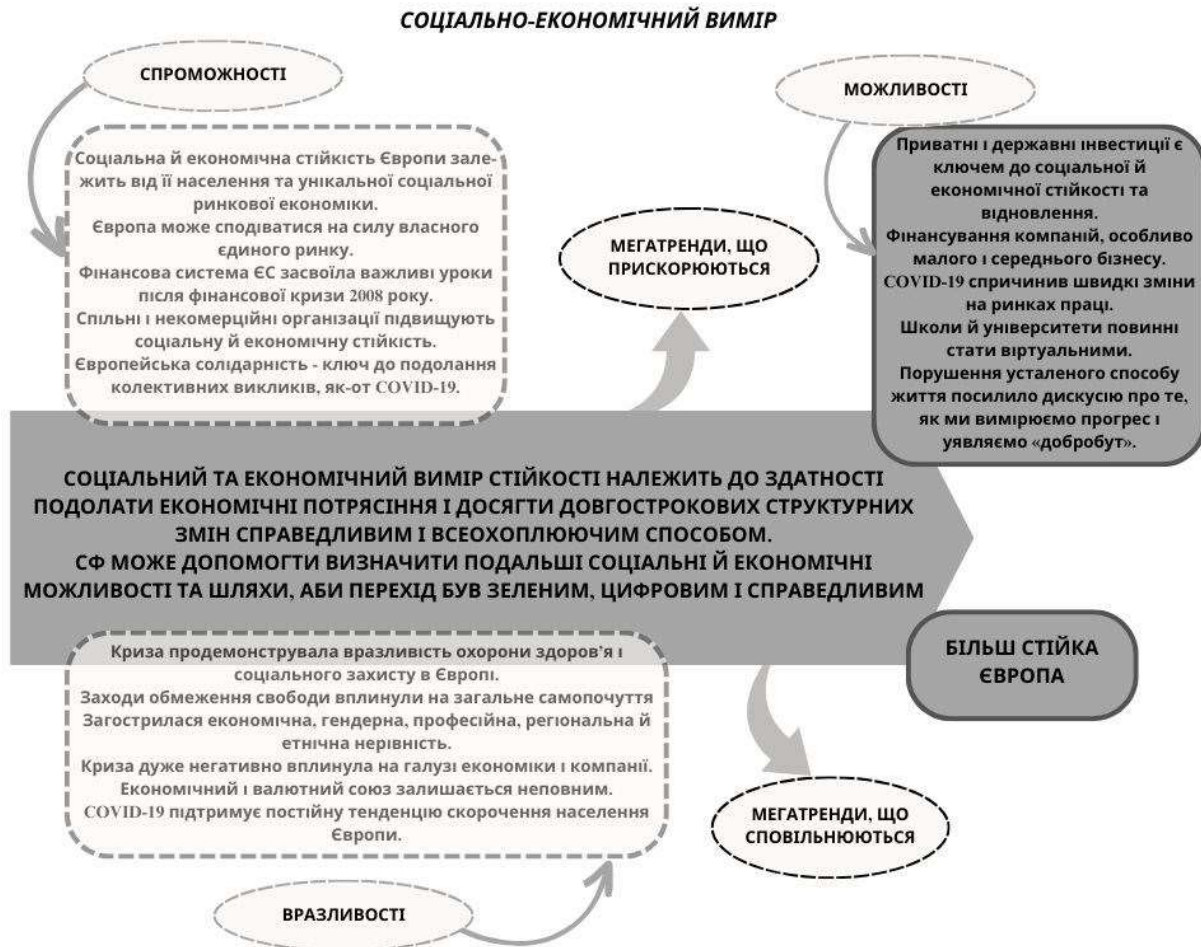 СОЦІАЛЬНО-ЕКОНОМІЧНИЙ ВИМІР
СПРОМОЖНОСТІ
Соціальна й економічна стійкість Європи зале-
жить від її населення та унікальної соціальної
ринкової економіки.
Європа може сподіватися на силу власного
єдиного ринку.
Фінансова система ЄС засвоїла важливі уроки
після фінансової кризи 2008 року.
Спільні і некомерційні організації підвищують
соціальну й економічну стійкість.
Європейська солідарність - ключ до подолання
колективних викликів, як-от COVID-19.
МЕГАТРЕНДИ, ЩО
ПРИСКОРЮЮТЬСЯ
МОЖЛИВОСТІ
Приватні і державні інвестиції є
ключем до соціальної й
економічної стійкості та
відновлення.
Фінансування компаній, особливо
малого і середнього бізнесу.
COVID-19 спричинив швидкі зміни
на ринках праці.
Школи й університети повинні
стати віртуальними.
Порушення усталеного способу
життя посилило дискусію про те,
як ми вимірюємо прогрес і
уявляємо «добробут».
СОЦІАЛЬНИЙ ТА ЕКОНОМІЧНИЙ ВИМІР СТІЙКОСТІ НАЛЕЖИТЬ ДО ЗДАТНОСТІ
ПОДОЛАТИ ЕКОНОМІЧНІ ПОТРЯСІННЯ І ДОСЯГТИ ДОВГОСТРОКОВИХ СТРУКТУРНИХ
ЗМІН СПРАВЕДЛИВИМ І ВСЕОХОПЛЮЮЧИМ СПОСОБОМ.
СФ МОЖЕ ДОПОМОГТИ ВИЗНАЧИТИ ПОДАЛЬШІ СОЦІАЛЬНІ Й ЕКОНОМІЧНІ
МОЖЛИВОСТІ ТА ШЛЯХИ, АБИ ПЕРЕХІД БУВ ЗЕЛЕНИМ, ЦИФРОВИМ І СПРАВЕДЛИВИМ
БІЛЬШ СТІЙКА
ЄВРОПА
Криза продемонструвала вразливість охорони здоров'я і
соціального захисту в Європі.
Заходи обмеження свободи вплинули на загальне самопочуття
Загострилася економічна, гендерна, професійна, регіональна й
етнічна нерівність.
Криза дуже негативно вплинула на галузі економіки і компанії.
Економічний і валютний союз залишається неповним.
COVID-19 підтримує постійну тенденцію скорочення населення
Європи.
МЕГАТРЕНДИ, ЩО
СПОВІЛЬНЮЮТЬСЯ
ВРАЗЛИВОСТІ